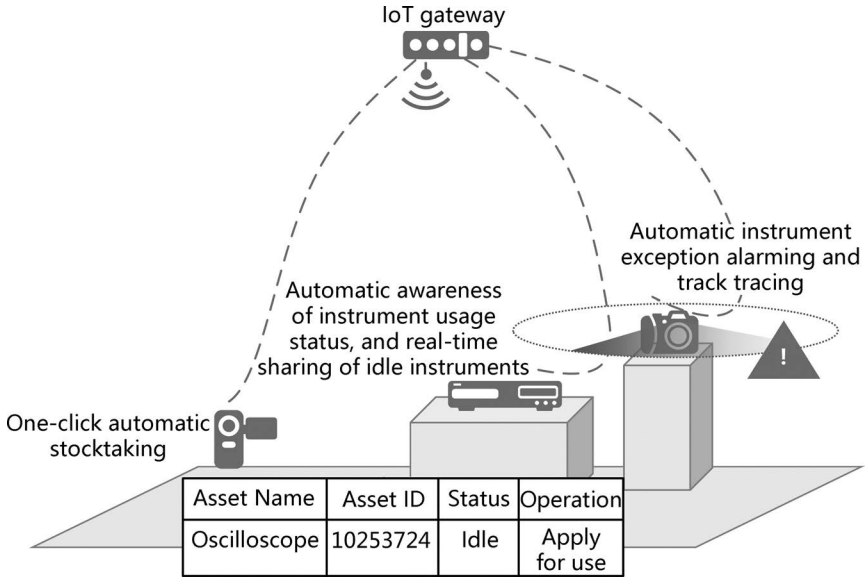 IoT gateway
Automatic instrument
exception alarming and
track tracing
Automatic awareness
of instrument usage
status, and real-time
sharing of idle instruments
!
One-click automatic
stocktaking
Asset Name Asset ID Status Operation
Oscilloscope 10253724 Idle Apply
for use